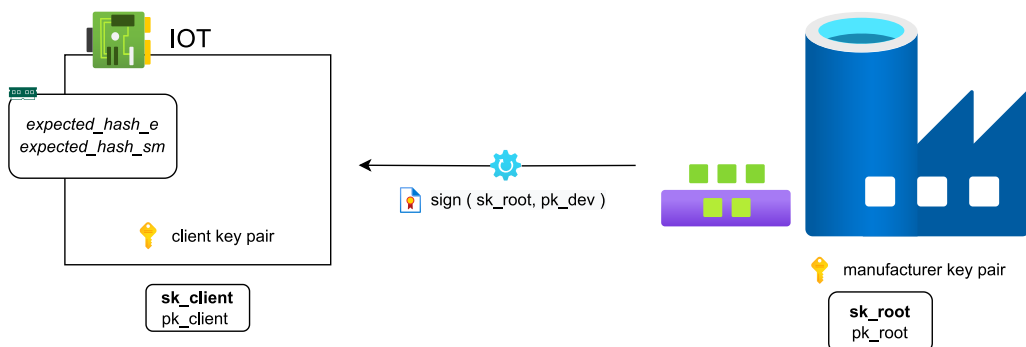 IOT
expected_hash_e
expected_hash_sm
sign ( sk_root, pk_dev )
client key pair
manufacturer key pair
sk_client
pk_client
sk_root
pk_root